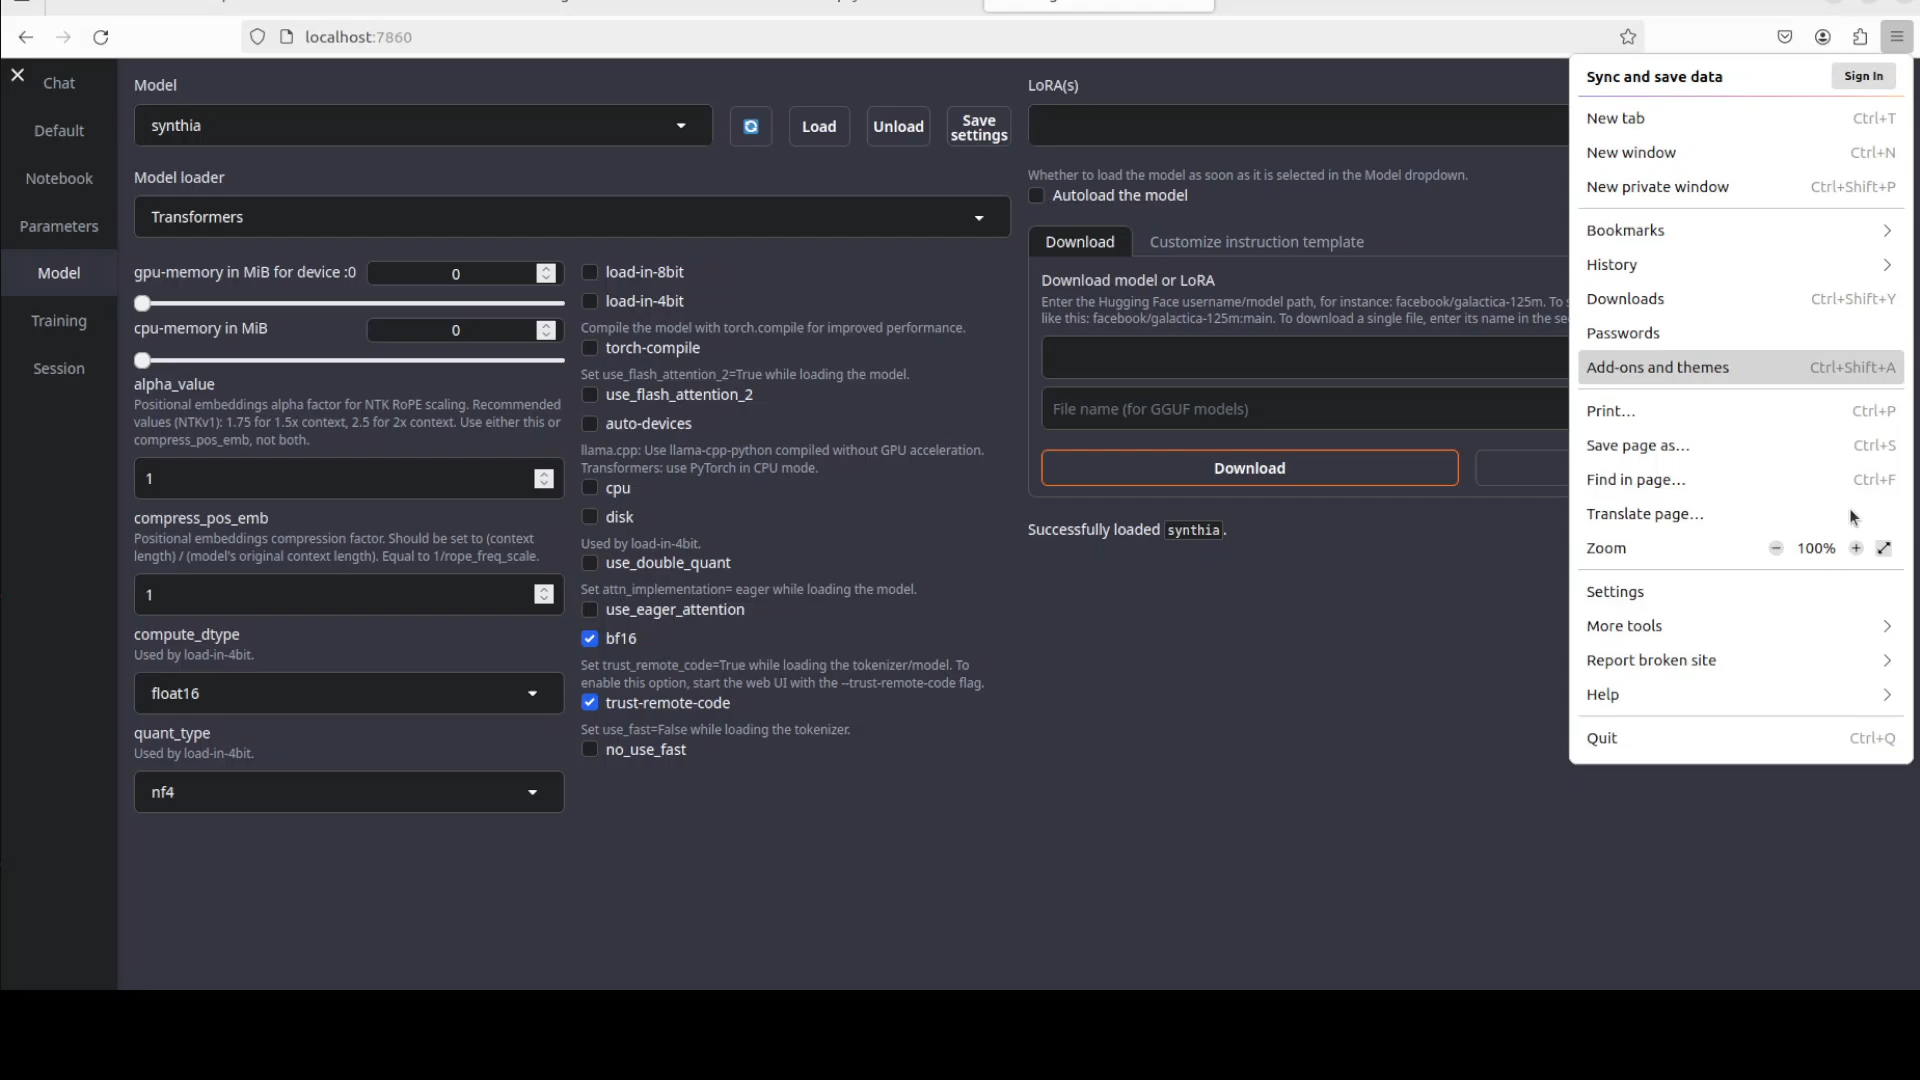 localhost:7860
Chat
Default
Notebook
Parameters
Model
Training
Session
Model
synthia
Load
Unload
Save
settings
Model loader
Transformers
gpu-memory in MiB for device :0
0
cpu-memory in MiB
0
alpha_value
Positional embeddings alpha factor for NTK RoPE scaling. Recommended
values (NTKv1): 1.75 for 1.5x context, 2.5 for 2x context. Use either this or
compress_pos_emb, not both.
1
compress_pos_emb
Positional embeddings compression factor. Should be set to (context
length) / (model's original context length). Equal to 1/rope_freq_scale.
1
compute_dtype
Used by load-in-4bit.
float16
quant_type
Used by load-in-4bit.
nf4
load-in-8bit
load-in-4bit
Compile the model with torch.compile for improved performance.
torch-compile
Set use_flash_attention_2=True while loading the model.
use_flash_attention_2
auto-devices
llama.cpp: Use llama-cpp-python compiled without GPU acceleration.
Transformers: use PyTorch in CPU mode.
cpu
disk
Used by load-in-4bit.
use_double_quant
Set attn_implementation= eager while loading the model.
use_eager_attention
bf16
Set trust_remote_code=True while loading the tokenizer/model. To
enable this option, start the web UI with the --trust-remote-code flag.
trust-remote-code
Set use_fast=False while loading the tokenizer.
no_use_fast
LoRA(s)
Whether to load the model as soon as it is selected in the Model dropdown.
Autoload the model
Download
Customize instruction template
Download model or LoRA
Enter the Hugging Face username/model path, for instance: facebook/galactica-125m. To
like this: facebook/galactica-125m:main. To download a single file, enter its name in the
File name (for GGUF models)
Download
Successfully loaded synthia.
Sync and save data
Sign In
New tab Ctrl+T
New window Ctrl+N
New private window Ctrl+Shift+P
Bookmarks
History
Downloads Ctrl+Shift+Y
Passwords
Add-ons and themes Ctrl+Shift+A
Print… Ctrl+P
Save page as… Ctrl+S
Find in page… Ctrl+F
Translate page…
Zoom 100%
Settings
More tools
Report broken site
Help
Quit Ctrl+Q